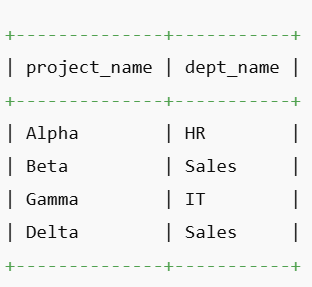 +--------------+-----------+
| project_name | dept_name |
+--------------+-----------+
| Alpha        | HR        |
| Beta         | Sales     |
| Gamma        | IT        |
| Delta        | Sales     |
+--------------+-----------+